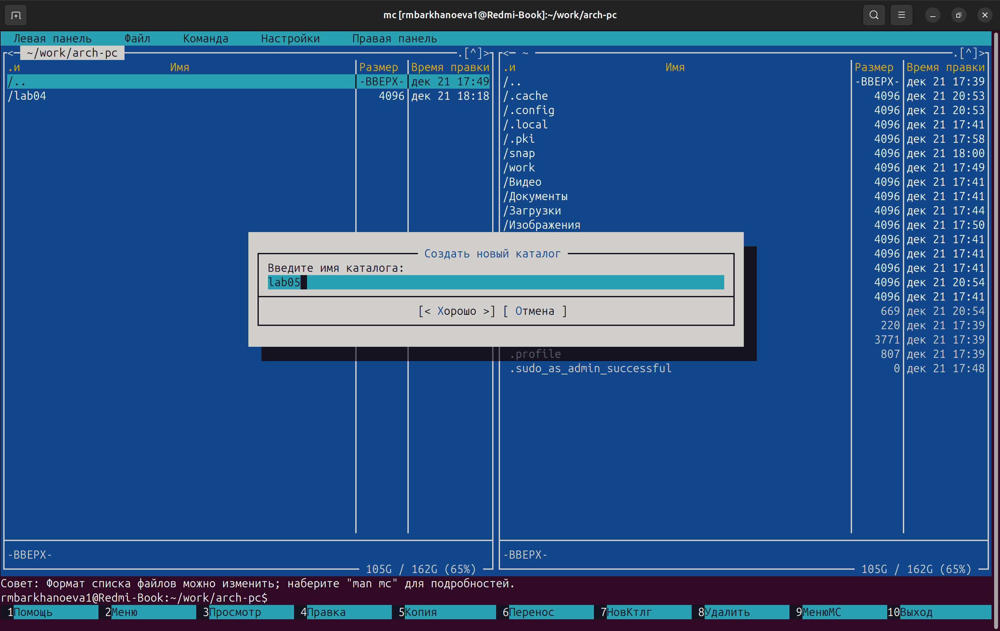 mc [rmbarkhanoeva1@Redmi-Book]:~/work/arch-pc
Левая панель Файл Команда Настройки Правая панель
<─ ~/work/arch-pc ─.[^]> <─ ~ ─.[^]>
.и Имя Размер Время правки .и Имя Размер Время правки
/.. -ВВЕРХ- дек 21 17:49 /.. -ВВЕРХ- дек 21 17:39
/lab04 4096 дек 21 18:18 /.cache 4096 дек 21 20:53
/.config 4096 дек 21 20:53
/.local 4096 дек 21 17:41
/.pki 4096 дек 21 17:58
/snap 4096 дек 21 18:00
/work 4096 дек 21 17:49
/Видео 4096 дек 21 17:41
/Документы 4096 дек 21 17:41
/Загрузки 4096 дек 21 17:44
/Изображения 4096 дек 21 17:50
4096 дек 21 17:41
Создать новый каталог 4096 дек 21 17:41
Введите имя каталога: 4096 дек 21 17:41
lab05 4096 дек 21 20:54
4096 дек 21 17:41
[< Хорошо >] [ Отмена ] 669 дек 21 20:54
220 дек 21 17:39
3771 дек 21 17:39
.profile 807 дек 21 17:39
.sudo_as_admin_successful 0 дек 21 17:48
-ВВЕРХ- -ВВЕРХ-
105G / 162G (65%) 105G / 162G (65%)
Совет: Формат списка файлов можно изменить; наберите "man mc" для подробностей.
rmbarkhanoeva1@Redmi-Book:~/work/arch-pc$
1Помощь 2Меню 3Просмотр 4Правка 5Копия 6Перенос 7НовКтлг 8Удалить 9МенюMC 10Выход